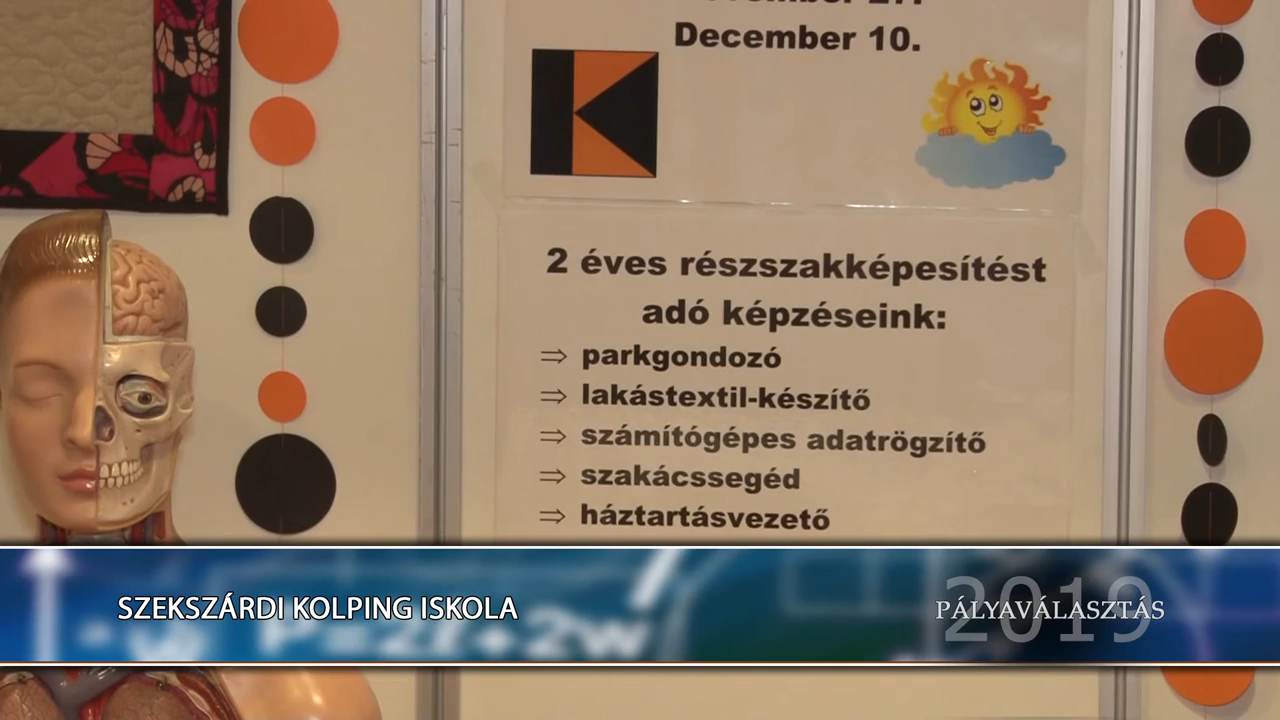 December 10.
2 éves részszakképesítést
adó képzéseink:
⇒ parkgondozó
⇒ lakástextil-készítő
⇒ számítógépes adatrögzítő
⇒ szakácssegéd
⇒ háztartásvezető
SZEKSZÁRDI KOLPING ISKOLA
2019
PÁLYAVÁLASZTÁS